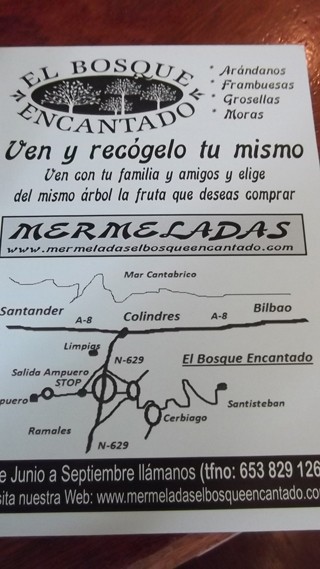 EL BOSQUE
ENCANTADO
* Arándanos
* Frambuesas
* Grosellas
* Moras
Ven y recógelo tu mismo
Ven con tu familia y amigos y elige
del mismo árbol la fruta que deseas comprar
MERMELADAS
www.mermeladaselbosqueencantado.com
Mar Cantabrico
Santander
A-8
Colindres
A-8
Bilbao
Limpias
N-629
El Bosque Encantado
Salida Ampuero
STOP
puero
Santisteban
Cerbiago
Ramales
N-629
e Junio a Septiembre llámanos (tfno: 653 829 126
sita nuestra Web: www.mermeladaselbosqueencantado.co